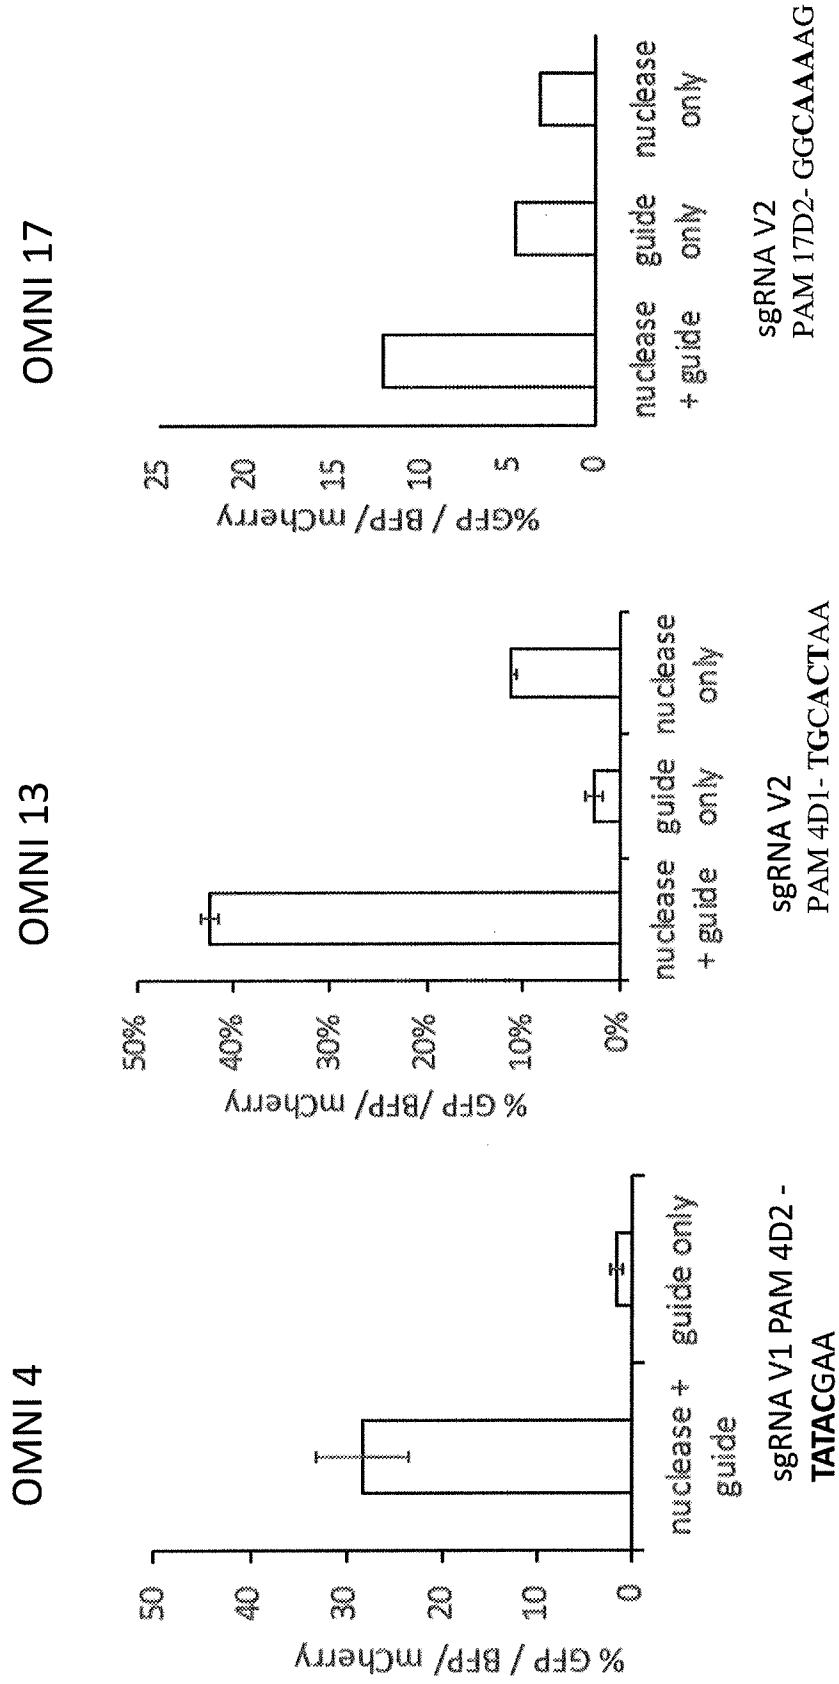 OMNI 4
% GFP / BFP/ mCherry
50
40
30
20
10
0
nuclease +
guide
guide only
sgRNA V1 PAM 4D2 -
TATACGAA
OMNI 13
% GFP /BFP/ mCherry
50%
40%
30%
20%
10%
0%
nuclease
+ guide
guide
only
nuclease
only
sgRNA V2
PAM 4D1- TGCACTAA
OMNI 17
%GFP / BFP/ mCherry
25
20
15
10
5
0
nuclease
+ guide
guide
only
nuclease
only
sgRNA V2
PAM 17D2- GGCAAAAG